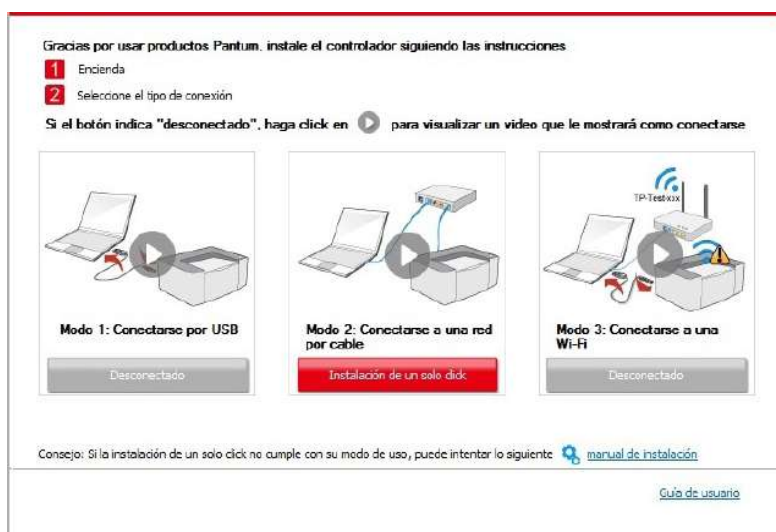 Gracias por usar productos Pantum, instale el controlador siguiendo las instrucciones
1 Encienda
2 Seleccione el tipo de conexión
Si el botón indica "desconectado", haga click en para visualizar un video que le mostrará como conectarse
TP-Test-xxx
Modo 1: Conectarse por USB
Desconectado
Modo 2: Conectarse a una red
por cable
Instalación de un solo click
Modo 3: Conectarse a una
Wi-Fi
Desconectado
Consejo: Si la instalación de un solo click no cumple con su modo de uso, puede intentar lo siguiente manual de instalación
Guía de usuario